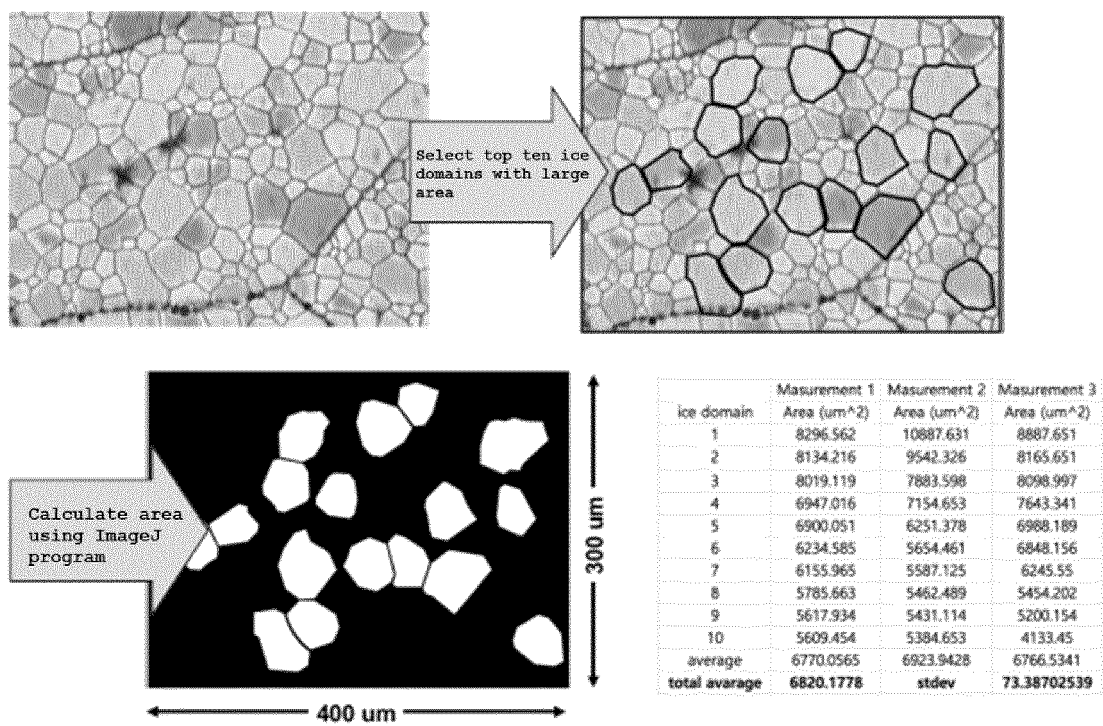 Select top ten ice
domains with large
area
Calculate area
using ImageJ
program
300 um
400 um
Masurement 1 Masurement 2 Masurement 3
ice domain Area (um^2) Area (um^2) Area (um^2)
1 8296.562 10887.631 8887.651
2 8134.216 9542.326 8165.651
3 8019.119 7883.598 8098.997
4 6947.016 7154.653 7643.341
5 6900.051 6251.378 6988.189
6 6234.585 5654.461 6848.156
7 6155.965 5587.125 6245.55
8 5785.663 5462.489 5454.202
9 5617.934 5431.114 5200.154
10 5609.454 5384.653 4133.45
average 6770.0565 6923.9428 6766.5341
total avarage 6820.1778 stdev 73.38702539